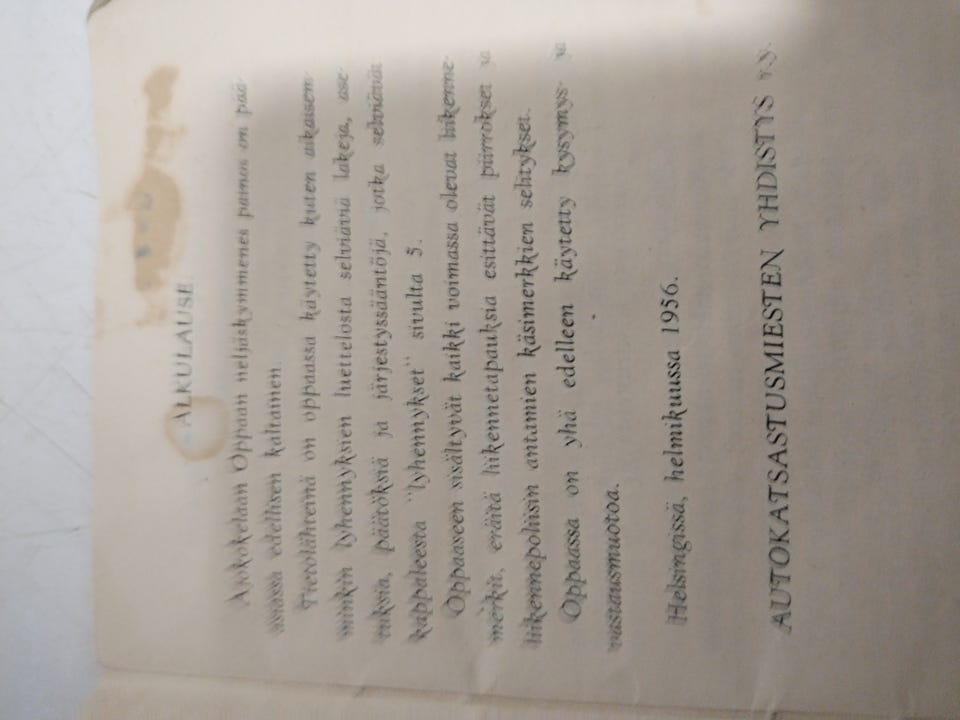 ALKULAUSE.
Ajokokelaan Oppaan neljäskymmenes painos on pää-
asiassa edellisen kaltainen.
Tietolähteinä on oppaassa käytetty kuten aikaisem-
minkin lyhennyksien luettelosta selviäviä lakeja, ase-
tuksia, päätöksiä ja järjestyssääntöjä, jotka selviävät
kappaleesta "lyhennykset" sivulta 5.
Oppaaseen sisältyvät kaikki voimassa olevat liikenne-
merkit, eräitä liikennetapauksia esittävät piirrokset ja
liikennepoliisin antamien käsimerkkien selitykset.
Oppaassa on yhä edelleen käytetty kysymys- ja
vastausmuotoa.
Helsingissä, helmikuussa 1956.
AUTOKATSASTUSMIESTEN YHDISTYS r.y.